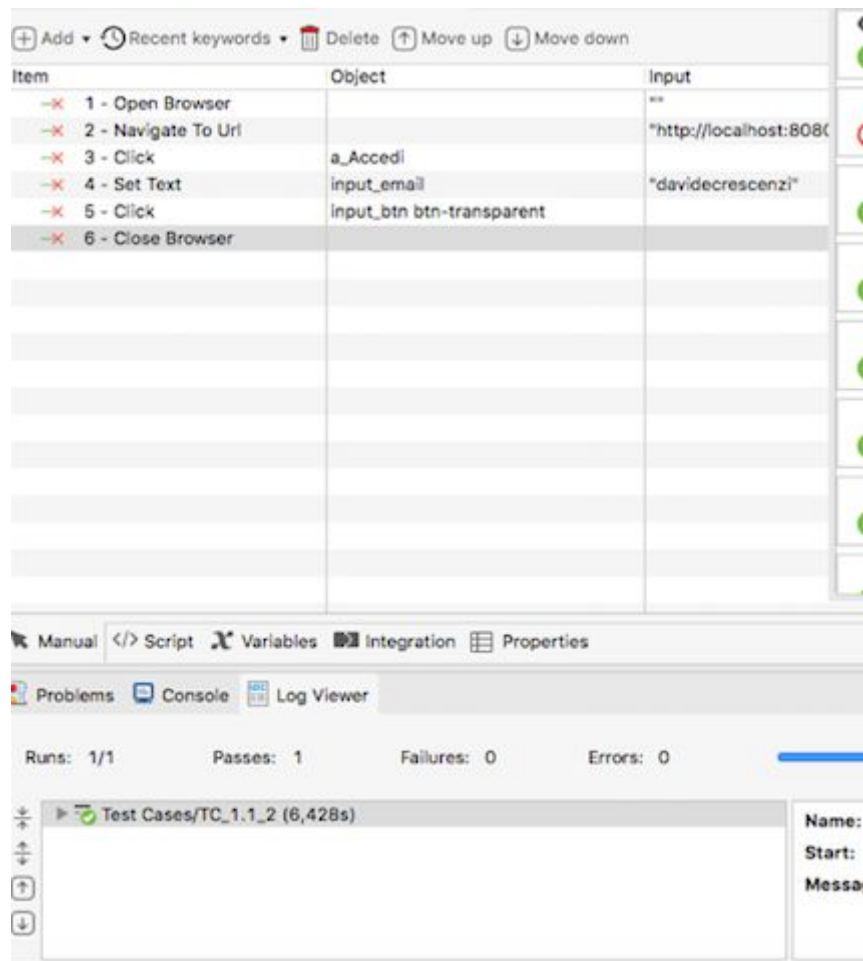 Add Recent keywords Delete Move up Move down
Item Object Input
1 - Open Browser ""
2 - Navigate To Url "http://localhost:8080
3 - Click a_Accedi
4 - Set Text input_email "davidecrescenzi"
5 - Click input_btn btn-transparent
6 - Close Browser
Manual </> Script X Variables Integration Properties
Problems Console Log Viewer
Runs: 1/1 Passes: 1 Failures: 0 Errors: 0
Test Cases/TC_1.1_2 (6,428s)
Name:
Start:
Messag